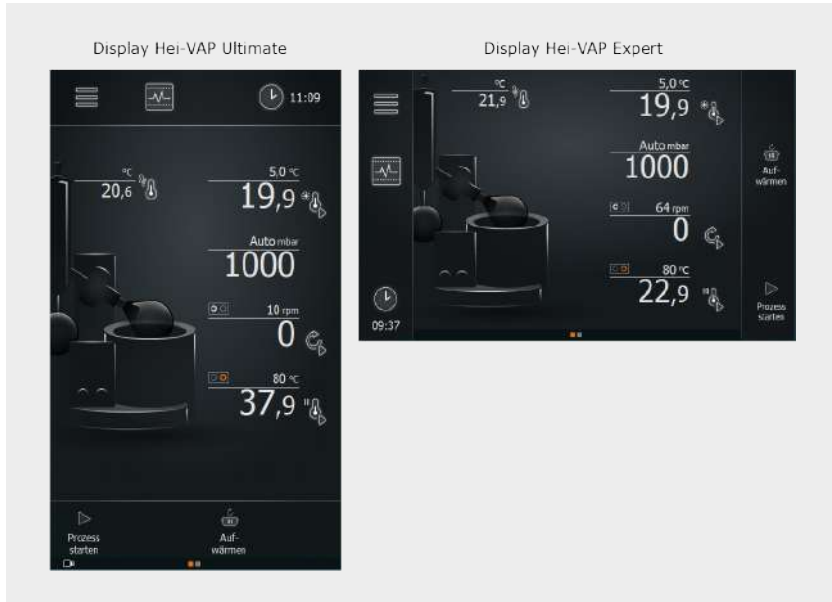 Display Hei-VAP Ultimate
11:09
°C
20,6
5,0 °C
19,9
Auto mbar
1000
10 rpm
0
80 °C
37,9
Prozess
starten
Auf-
wärmen
Display Hei-VAP Expert
°C
21,9
5,0 °C
19,9
Auto mbar
1000
64 rpm
0
80 °C
22,9
09:37
Auf-
wärmen
Prozess
starten